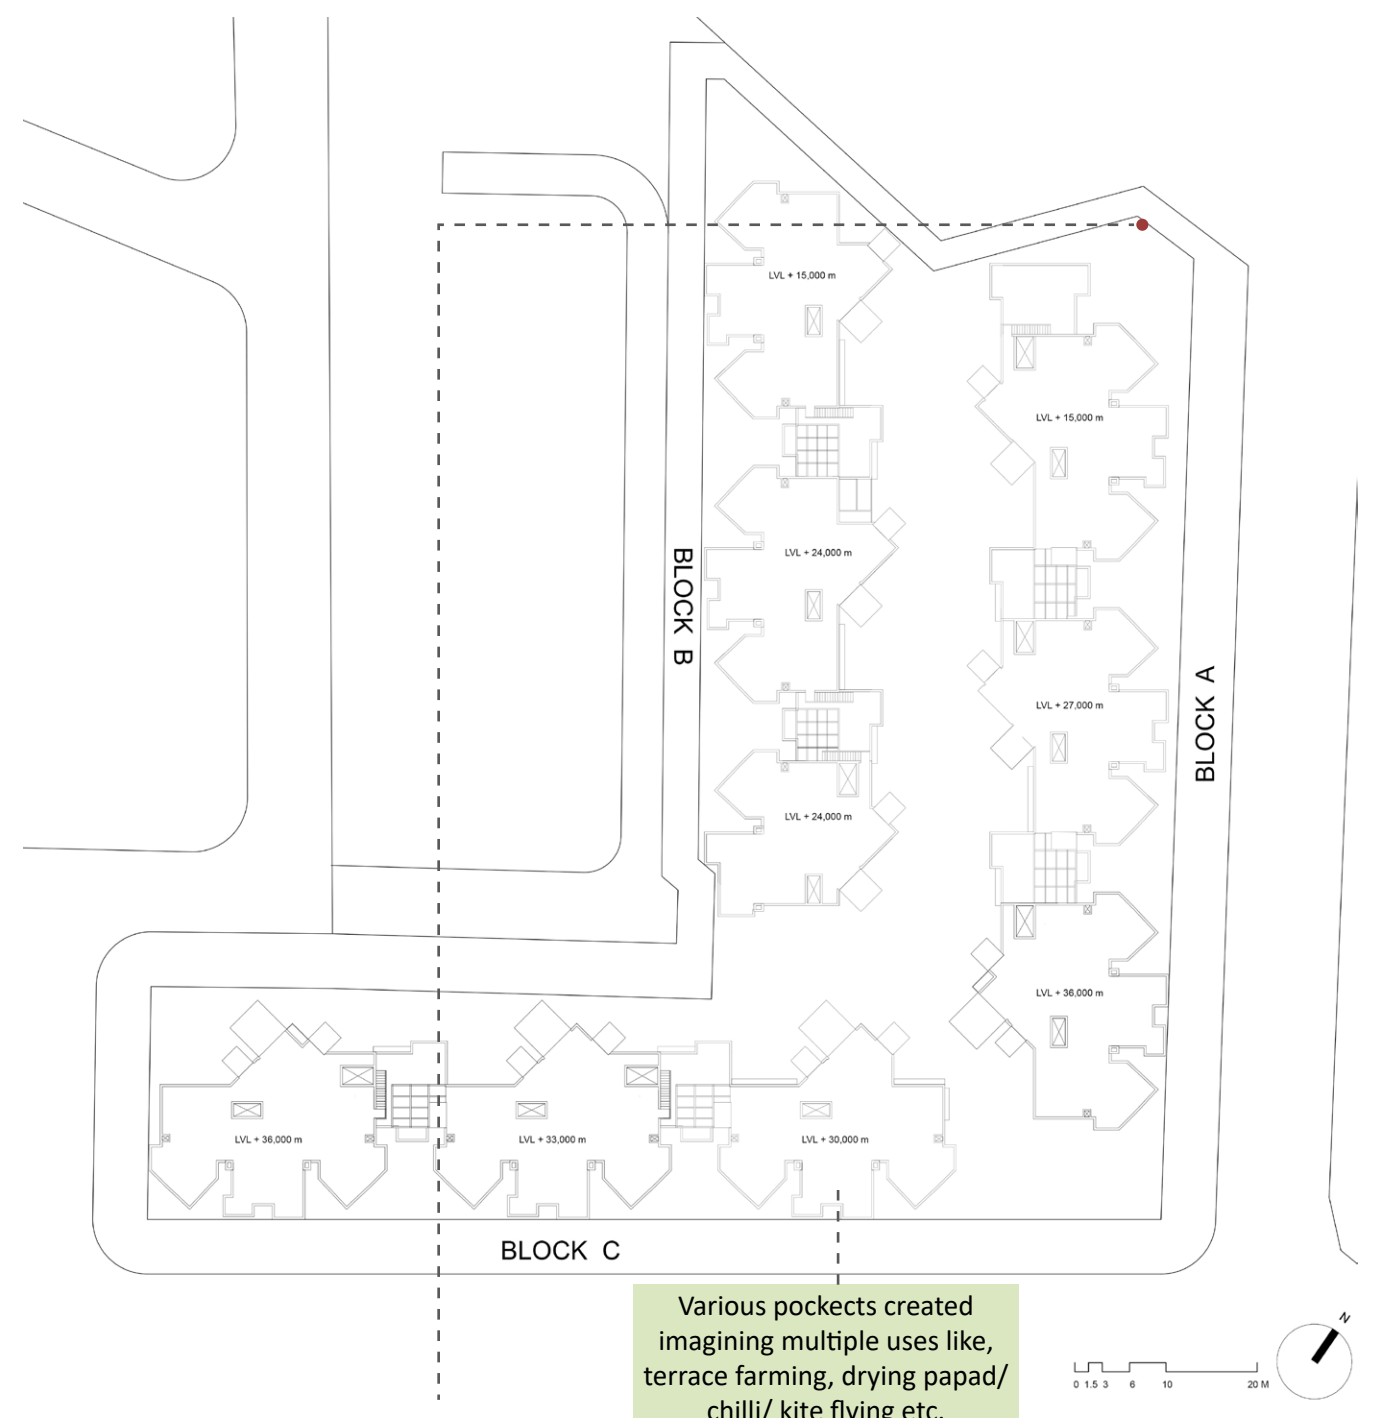 LVL + 15,000 m
LVL + 15,000 m
BLOCK B
LVL + 24,000 m
BLOCK A
LVL + 27,000 m
LVL + 24,000 m
LVL + 36,000 m
LVL + 36,000 m
LVL + 33,000 m
LVL + 30,000 m
BLOCK C
Various pockects created
imagining multiple uses like,
terrace farming, drying papad/
chilli/ kite flying etc.
N
0 1.5 3 6 10 20 M